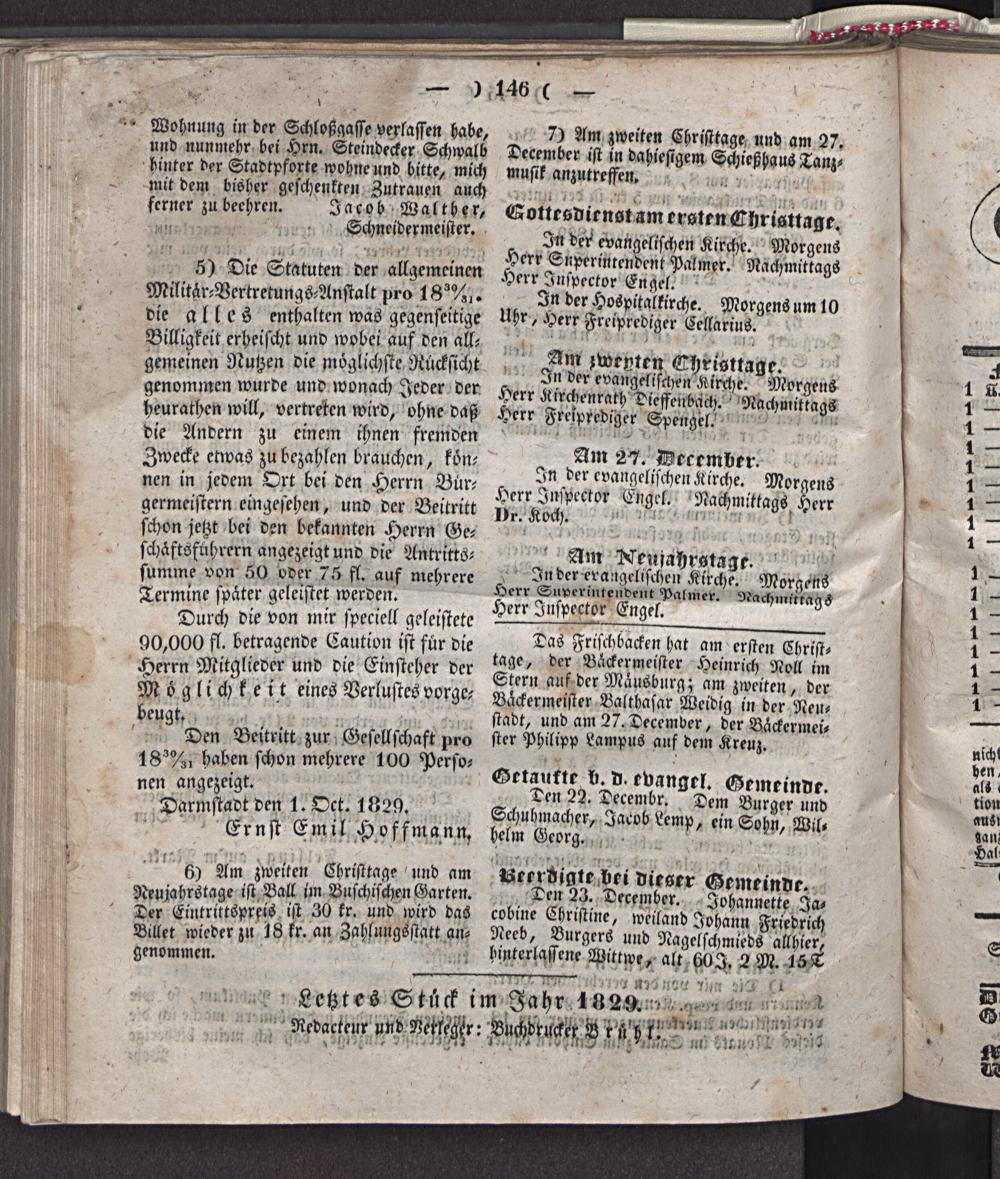 — ) 146 ( —
Wohnung in der Schloßgasse verlassen habe,
und nunmehr bei Hrn. Steindecker Schwalb
hinter der Stadtpforte wohne und bitte, mich
mit dem bisher geschenkten Zutrauen auch
ferner zu beehren. Jacob Walther,
Schneidermeister.
5) Die Statuten der allgemeinen
Militär-Vertretungs-Anstalt pro 18³⁰/₃₁.
die alles enthalten was gegenseitige
Billigkeit erheischt und wobei auf den all-
gemeinen Nutzen die möglichste Rücksicht
genommen wurde und wonach Jeder der
heurathen will, vertreten wird, ohne daß
die Andern zu einem ihnen fremden
Zwecke etwas zu bezahlen brauchen, kön-
nen in jedem Ort bei den Herrn Bür-
germeistern eingesehen, und der Beitritt
schon jetzt bei den bekannten Herrn Ge-
schäftsführern angezeigt und die Antritts-
summe von 50 oder 75 fl. auf mehrere
Termine später geleistet werden.
Durch die von mir speciell geleistete
90,000 fl. betragende Caution ist für die
Herrn Mitglieder und die Einsteher der
Möglichkeit eines Verlustes vorge-
beugt.
Den Beitritt zur Gesellschaft pro
18³⁰/₃₁ haben schon mehrere 100 Perso-
nen angezeigt.
Darmstadt den 1. Oct. 1829.
Ernst Emil Hoffmann.
6) Am zweiten Christtage und am
Neujahrstage ist Ball im Buschischen Garten.
Der Eintrittspreis ist 30 kr. und wird das
Billet wieder zu 18 kr. an Zahlungsstatt an-
genommen.
7) Am zweiten Christtage und am 27.
December ist in dahiesigem Schießhaus Tanz-
musik anzutreffen.
Gottesdienst am ersten Christtage.
In der evangelischen Kirche. Morgens
Herr Superintendent Palmer. Nachmittags
Herr Inspector Engel.
In der Hospitalkirche. Morgens um 10
Uhr, Herr Freiprediger Cellarius.
Am zweyten Christtage.
In der evangelischen Kirche. Morgens
Herr Kirchenrath Dieffenbach. Nachmittags
Herr Freiprediger Spengel.
Am 27. December.
In der evangelischen Kirche. Morgens
Herr Inspector Engel. Nachmittags Herr
Dr. Koch.
Am Neujahrstage.
In der evangelischen Kirche. Morgens
Herr Superintendent Palmer. Nachmittags
Herr Inspector Engel.
Das Frischbacken hat am ersten Christ-
tage, der Bäckermeister Heinrich Noll im
Stern auf der Mäusburg; am zweiten, der
Bäckermeister Balthasar Weidig in der Neu-
stadt, und am 27. December, der Bäckermei-
ster Philipp Lampus auf dem Kreuz.
Getaufte b. d. evangel. Gemeinde.
Den 22. Decembr. Dem Burger und
Schuhmacher, Jacob Lemp, ein Sohn, Wil-
helm Georg.
Beerdigte bei dieser Gemeinde.
Den 23. December. Johannette Ja-
cobine Christine, weiland Johann Friedrich
Neeb, Burgers und Nagelschmieds allhier,
hinterlassene Wittwe, alt 60 J. 2 M. 15 T
Letztes Stück im Jahr 1829.
Redacteur und Verleger: Buchdrucker Brühl.